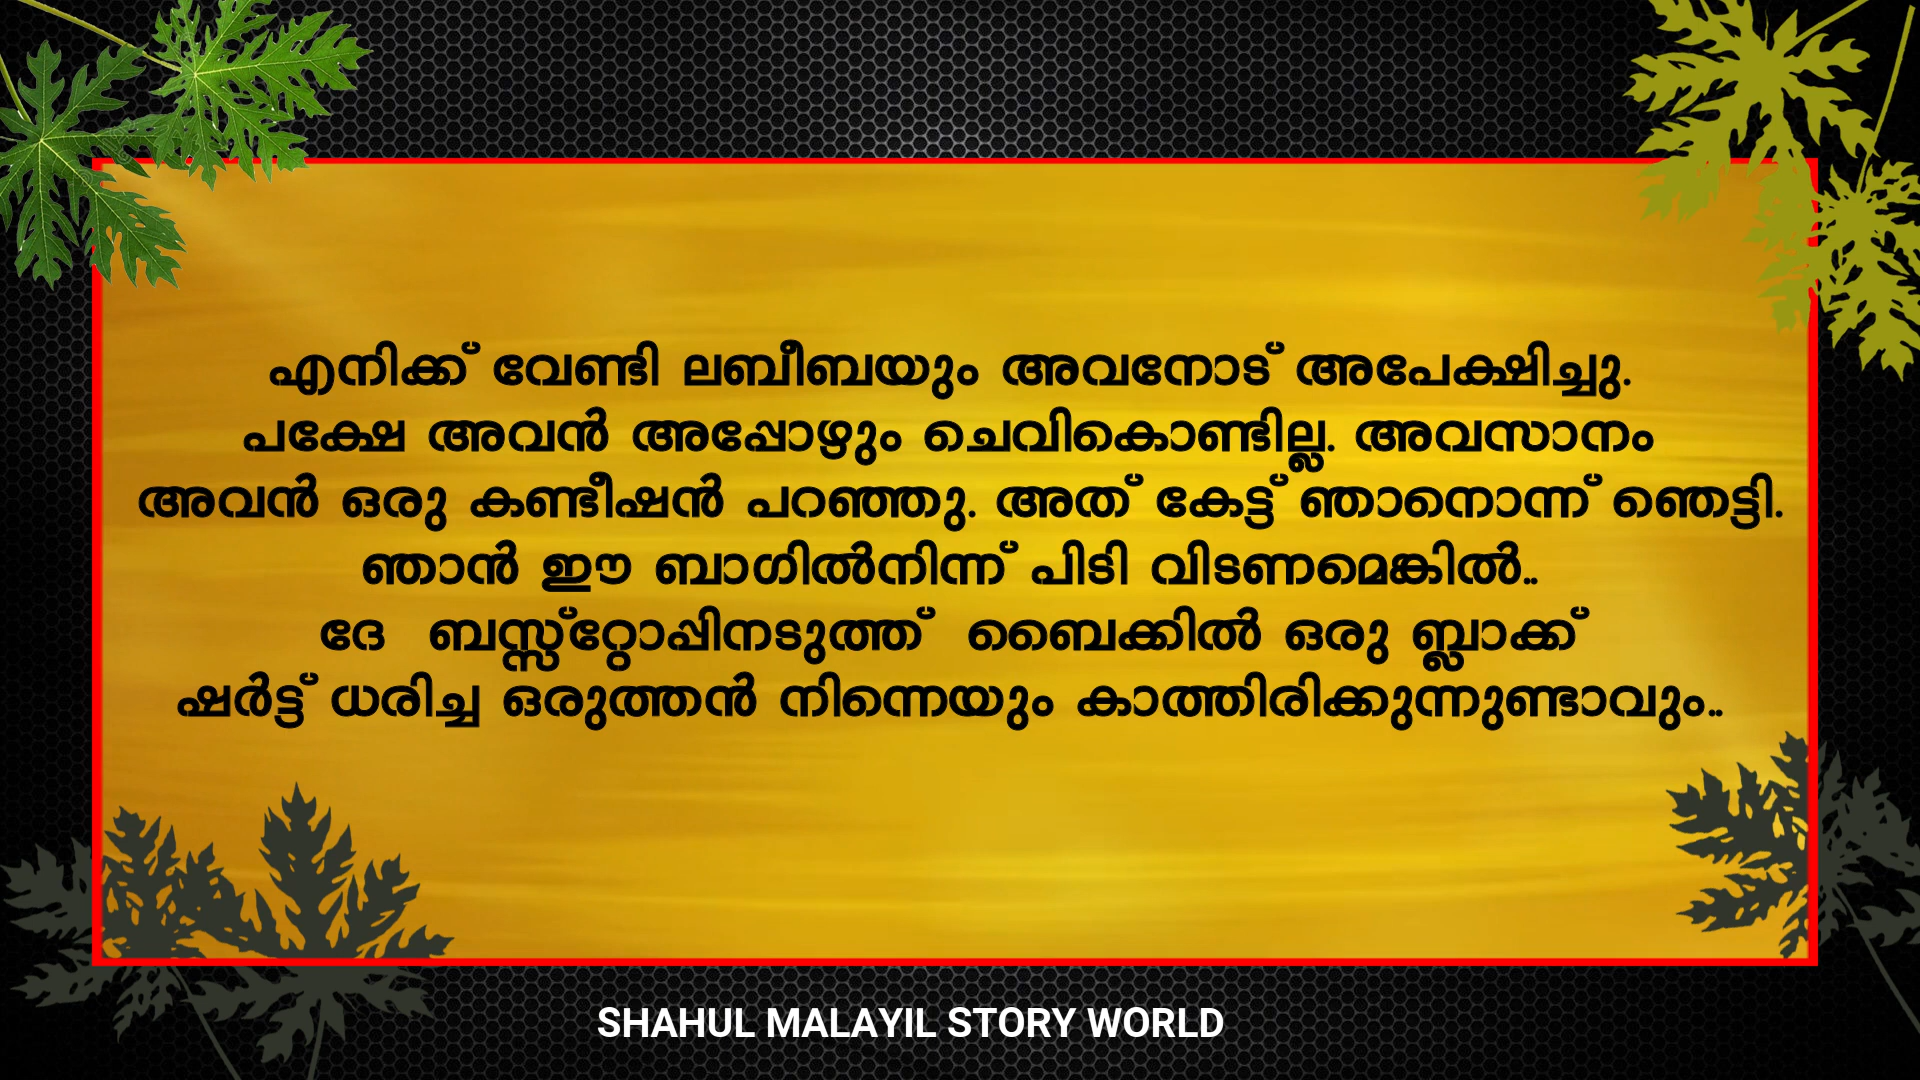 എനിക്ക് വേണ്ടി ലബീബയും അവനോട് അപേക്ഷിച്ചു.
പക്ഷേ അവൻ അപ്പോഴും ചെവികൊണ്ടില്ല. അവസാനം
അവൻ ഒരു കണ്ടീഷൻ പറഞ്ഞു. അത് കേട്ട് ഞാനൊന്ന് ഞെട്ടി.
ഞാൻ ഈ ബാഗിൽനിന്ന് പിടി വിടണമെങ്കിൽ..
ദേ ബസ്സ്റ്റോപ്പിനടുത്ത് ബൈക്കിൽ ഒരു ബ്ലാക്ക്
ഷർട്ട് ധരിച്ച ഒരുത്തൻ നിന്നെയും കാത്തിരിക്കുന്നുണ്ടാവും..
SHAHUL MALAYIL STORY WORLD